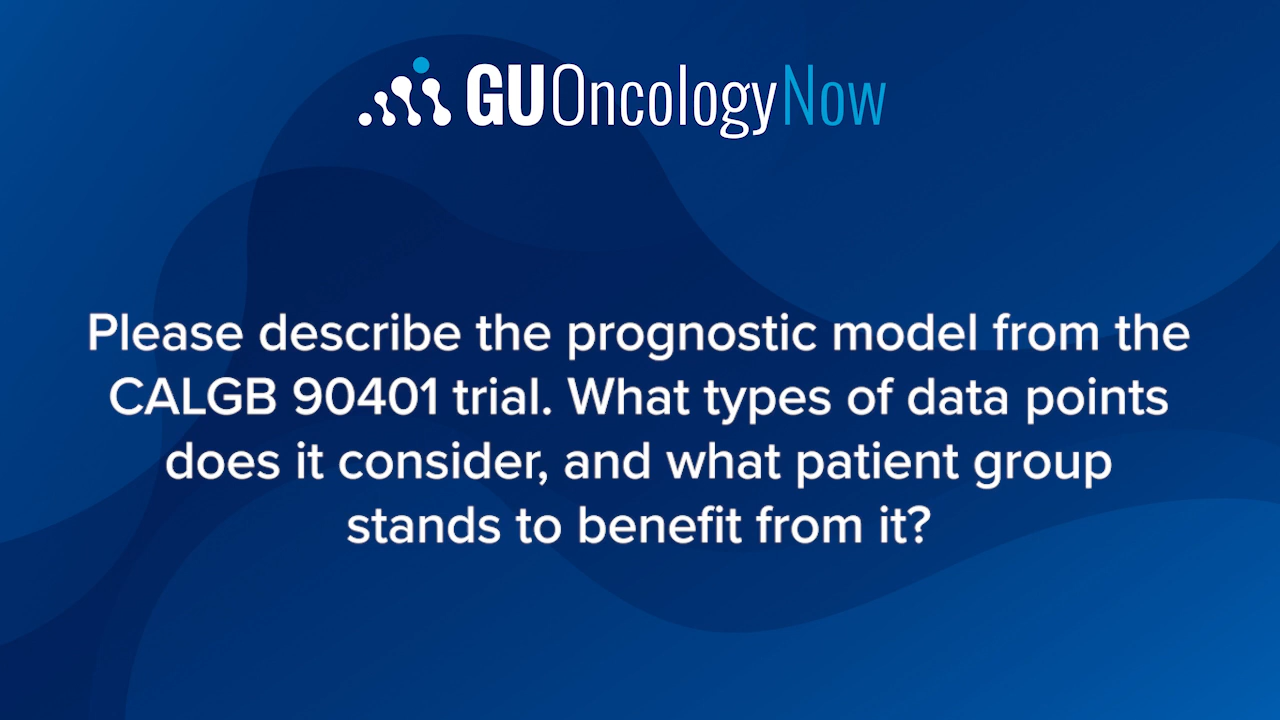 GUOncologyNow
Please describe the prognostic model from the
CALGB 90401 trial. What types of data points
does it consider, and what patient group
stands to benefit from it?